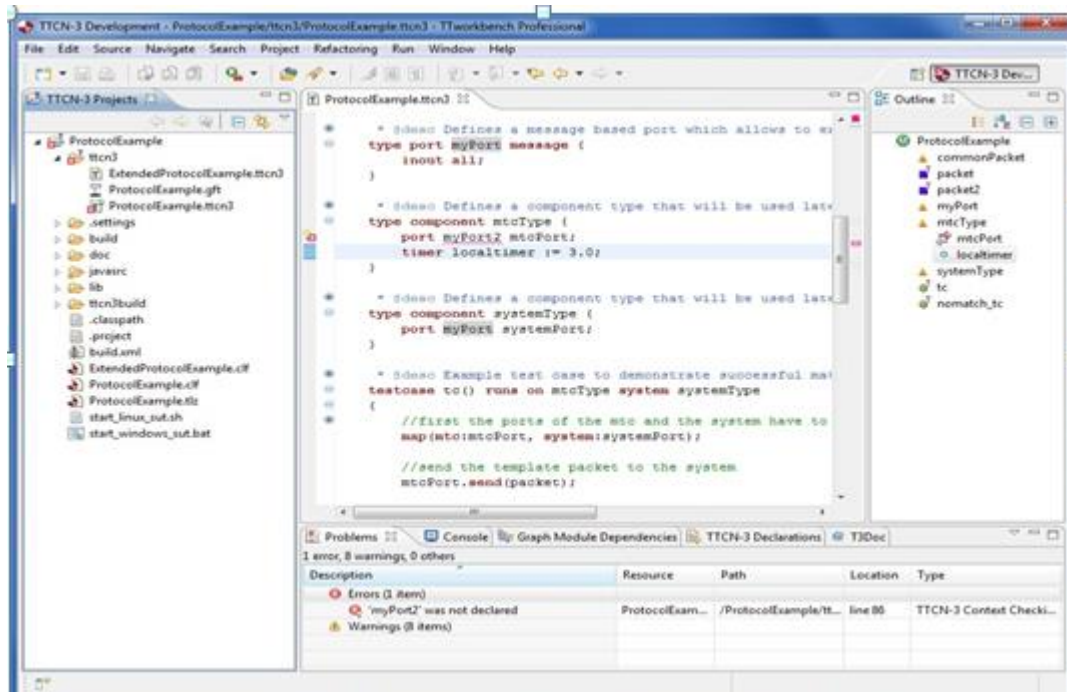 TTCN-3 Development - ProtocolExample/ttcn3/ProtocolExample.ttcn3 - TTworkbench Professional
File Edit Source Navigate Search Project Refactoring Run Window Help
TTCN-3 Dev...
TTCN-3 Projects
ProtocolExample
ttcn3
ExtendedProtocolExample.ttcn3
ProtocolExample.gft
ProtocolExample.ttcn3
.settings
build
doc
javasrc
lib
ttcn3build
.classpath
.project
build.xml
ExtendedProtocolExample.clf
ProtocolExample.clf
ProtocolExample.tlz
start_linux_sut.sh
start_windows_sut.bat
ProtocolExample.ttcn3
* @desc Defines a message based port which allows to ex
type port myPort message {
inout all;
}
* @desc Defines a component type that will be used late
type component mtcType {
port myPort2 mtcPort;
timer localtimer := 3.0;
}
* @desc Defines a component type that will be used late
type component systemType {
port myPort systemPort;
}
* @desc Example test case to demonstrate successful mat
testcase tc() runs on mtcType system systemType
{
//first the ports of the mtc and the system have to
map(mtc:mtcPort, system:systemPort);
//send the template packet to the system
mtcPort.send(packet);
Outline
ProtocolExample
commonPacket
packet
packet2
myPort
mtcType
mtcPort
localtimer
systemType
tc
nomatch_tc
Problems Console Graph Module Dependencies TTCN-3 Declarations T3Doc
1 error, 8 warnings, 0 others
Description Resource Path Location Type
Errors (1 item)
'myPort2' was not declared ProtocolExam... /ProtocolExample/tt... line 86 TTCN-3 Context Checki...
Warnings (8 items)